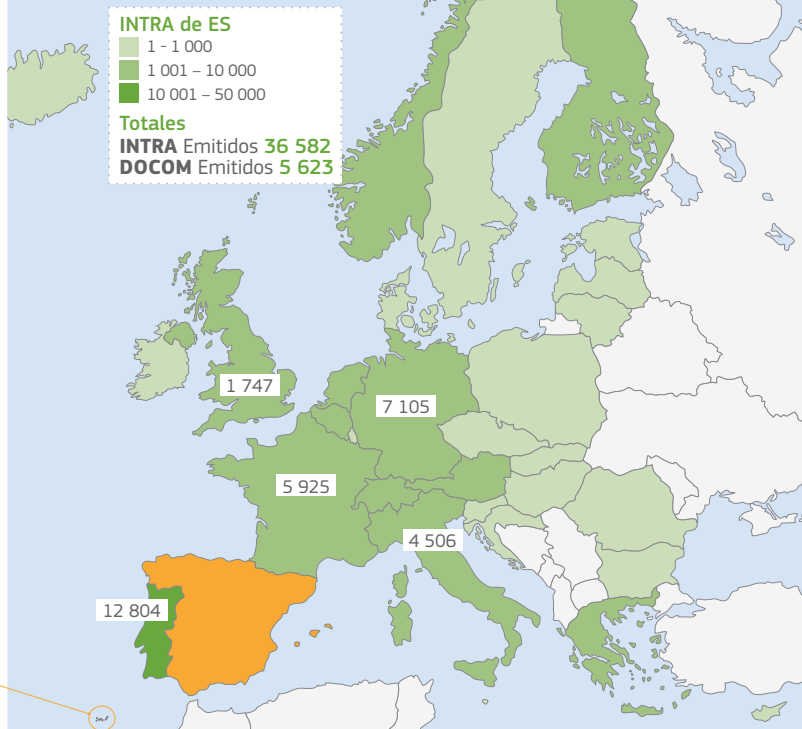 INTRA de ES
1 - 1 000
1 001 – 10 000
10 001 – 50 000
Totales
INTRA Emitidos 36 582
DOCOM Emitidos 5 623
1 747
7 105
5 925
4 506
12 804